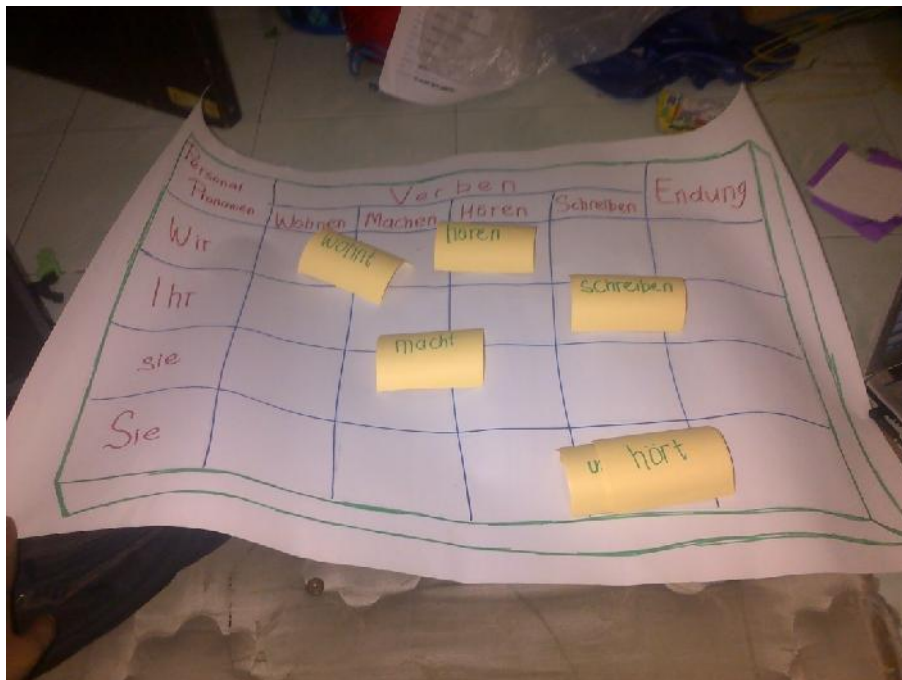 Personal
Pronomen
Verben
Endung
Wohnen
Machen
Hören
Schreiben
Wir
wohnt
hören
Ihr
schreiben
sie
macht
Sie
hört